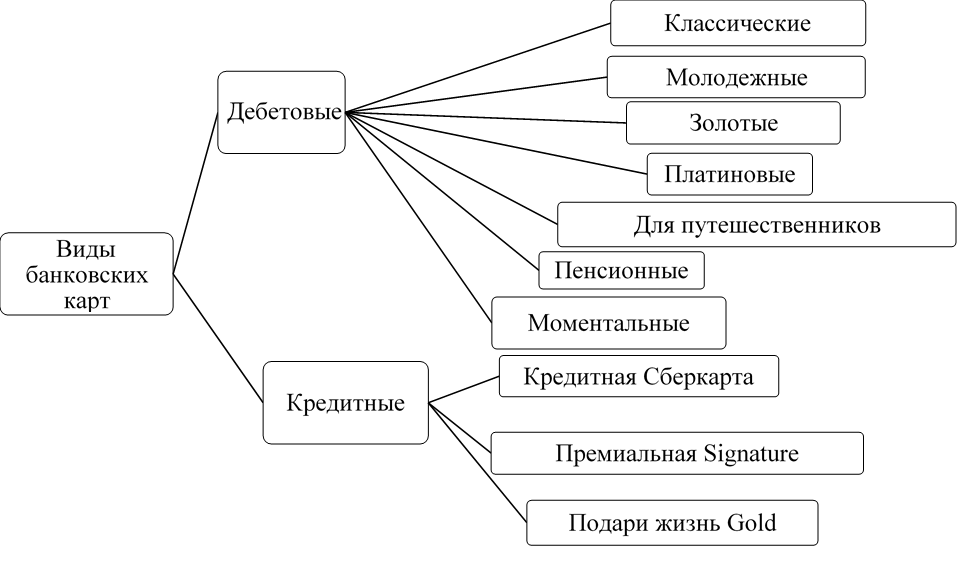 Виды
банковских
карт
Дебетовые
Классические
Молодежные
Золотые
Платиновые
Для путешественников
Пенсионные
Моментальные
Кредитные
Кредитная Сберкарта
Премиальная Signature
Подари жизнь Gold